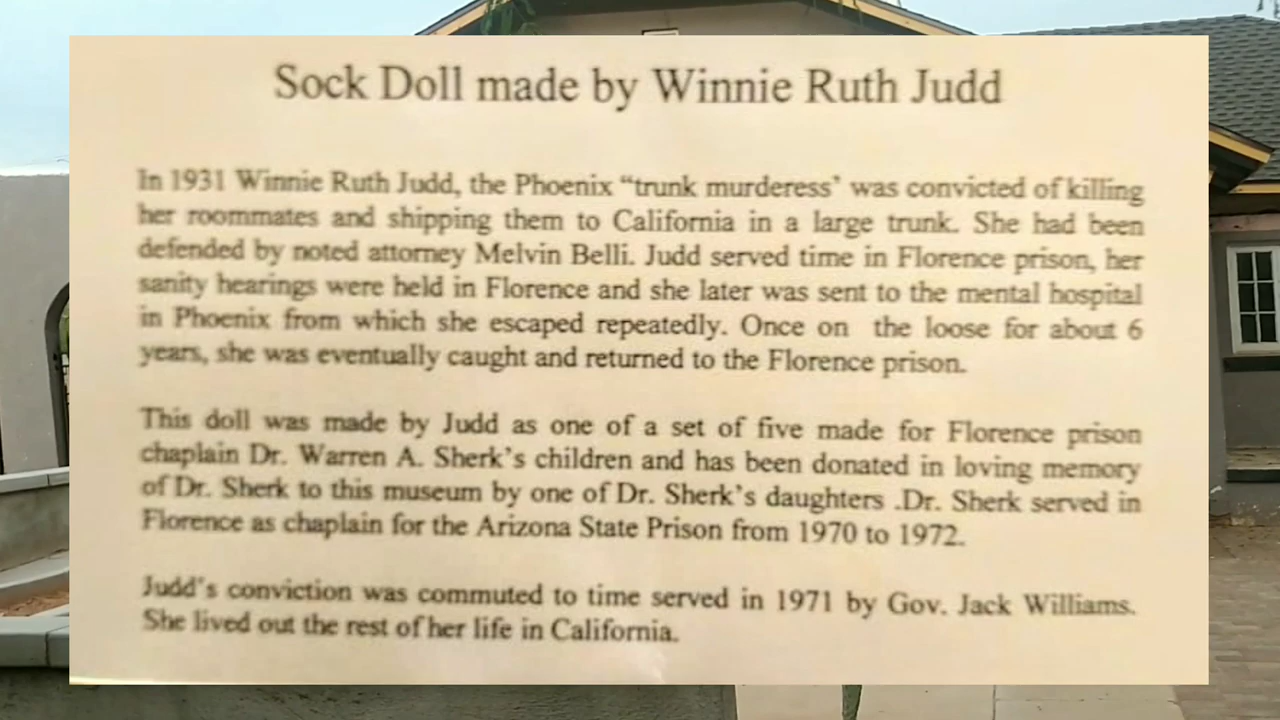 Sock Doll made by Winnie Ruth Judd
In 1931 Winnie Ruth Judd, the Phoenix “trunk murderess’ was convicted of killing
her roommates and shipping them to California in a large trunk. She had been
defended by noted attorney Melvin Belli. Judd served time in Florence prison, her
sanity hearings were held in Florence and she later was sent to the mental hospital
in Phoenix from which she escaped repeatedly. Once on the loose for about 6
years, she was eventually caught and returned to the Florence prison.
This doll was made by Judd as one of a set of five made for Florence prison
chaplain Dr. Warren A. Sherk’s children and has been donated in loving memory
of Dr. Sherk to this museum by one of Dr. Sherk’s daughters .Dr. Sherk served in
Florence as chaplain for the Arizona State Prison from 1970 to 1972.
Judd’s conviction was commuted to time served in 1971 by Gov. Jack Williams.
She lived out the rest of her life in California.